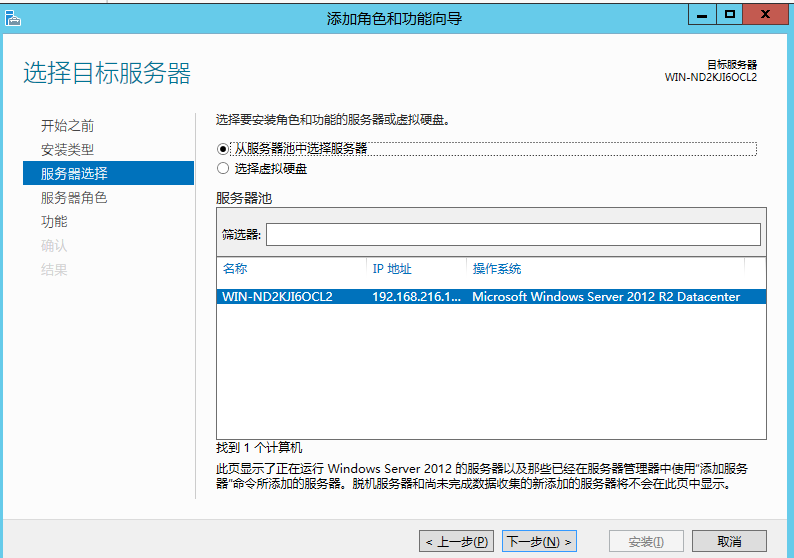 添加角色和功能向导
选择目标服务器
目标服务器
WIN-ND2KJI6OCL2
开始之前
安装类型
服务器选择
服务器角色
功能
确认
结果
选择要安装角色和功能的服务器或虚拟硬盘。
从服务器池中选择服务器
选择虚拟硬盘
服务器池
筛选器:
名称 IP 地址 操作系统
WIN-ND2KJI6OCL2 192.168.216.1... Microsoft Windows Server 2012 R2 Datacenter
找到 1 个计算机
此页显示了正在运行 Windows Server 2012 的服务器以及那些已经在服务器管理器中使用"添加服务
器"命令所添加的服务器。脱机服务器和尚未完成数据收集的新添加的服务器将不会在此页中显示。
< 上一步(P) 下一步(N) > 安装(I) 取消